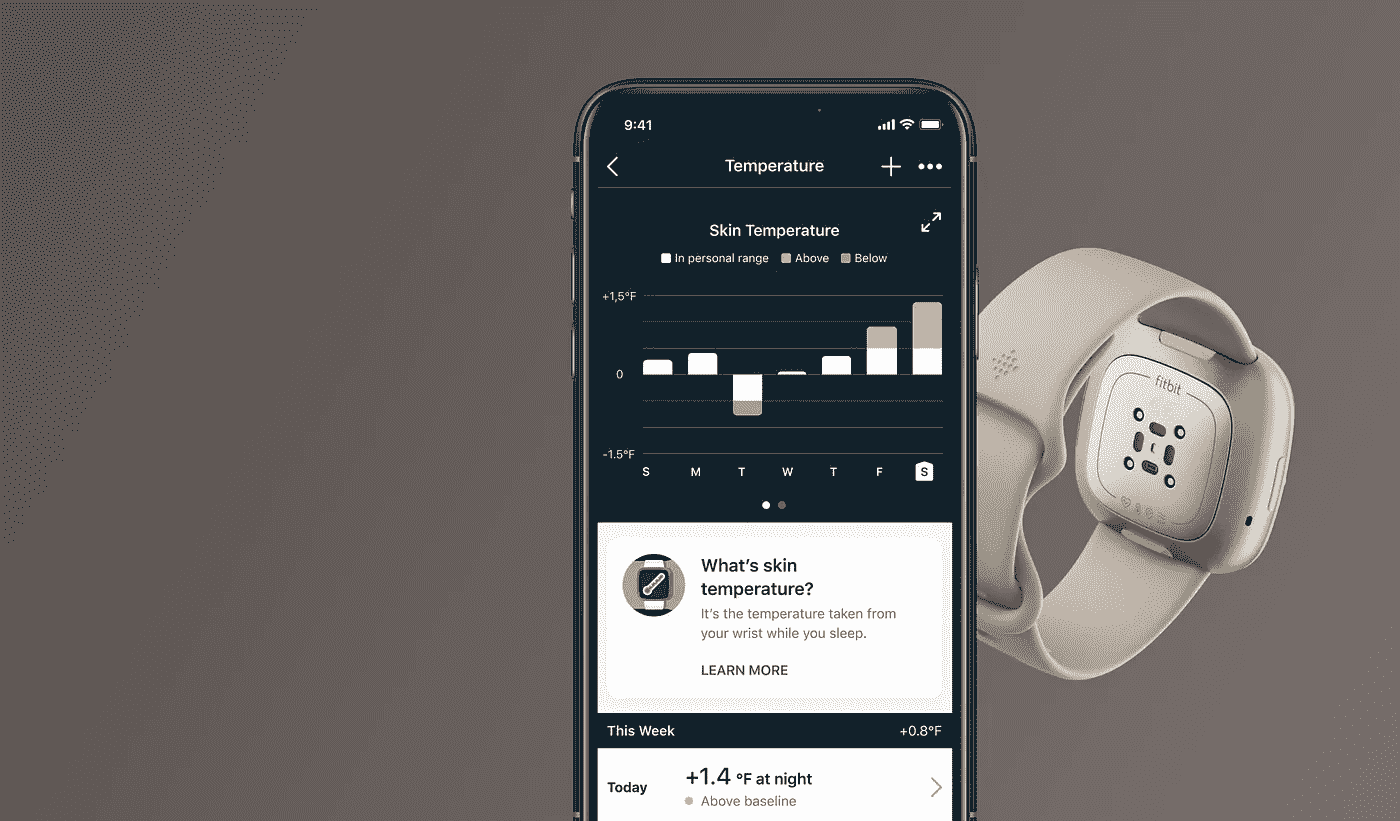 9:41
Temperature
Skin Temperature
In personal range Above Below
+1,5°F
0
-1.5°F
S M T W T F S
What's skin
temperature?
It's the temperature taken from
your wrist while you sleep.
LEARN MORE
This Week +0.8°F
Today +1.4 °F at night
Above baseline
fitbit